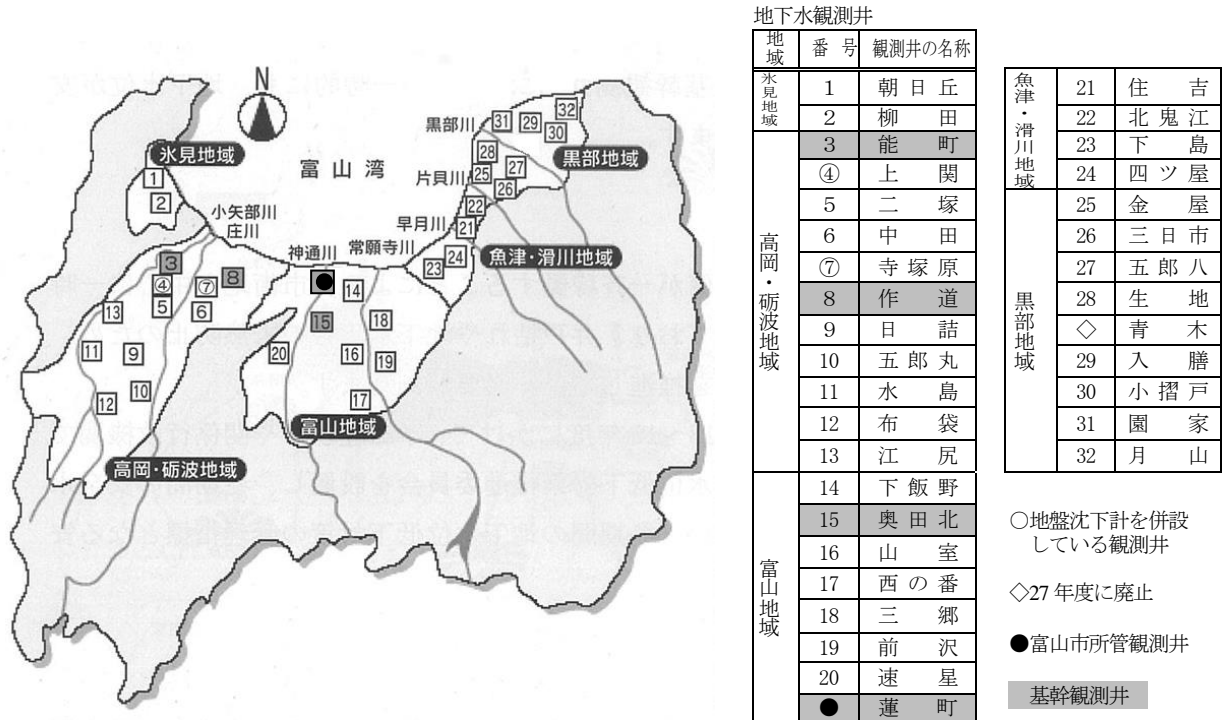 N
氷見地域
1
2
富山湾
黒部川
片貝川
早月川
31
29
32
30
28
27
25
26
22
21
黒部地域
小矢部川
庄川
神通川
常願寺川
魚津・滑川地域
23
24
3
④
⑦
8
5
6
13
11
9
10
12
高岡・砺波地域
●
14
15
18
20
16
19
17
富山地域
地下水観測井
地域 番号 観測井の名称
氷見地域
1 朝日丘
2 柳田
高岡・砺波地域
3 能町
④ 上関
5 二塚
6 中田
⑦ 寺塚原
8 作道
9 日詰
10 五郎丸
11 水島
12 布袋
13 江尻
富山地域
14 下飯野
15 奥田北
16 山室
17 西の番
18 三郷
19 前沢
20 速星
● 蓮町
魚津・滑川地域
21 住吉
22 北鬼江
23 下島
24 四ツ屋
黒部地域
25 金屋
26 三日市
27 五郎八
28 生地
◇ 青木
29 入膳
30 小摺戸
31 園家
32 月山
○地盤沈下計を併設
している観測井
◇27年度に廃止
●富山市所管観測井
基幹観測井